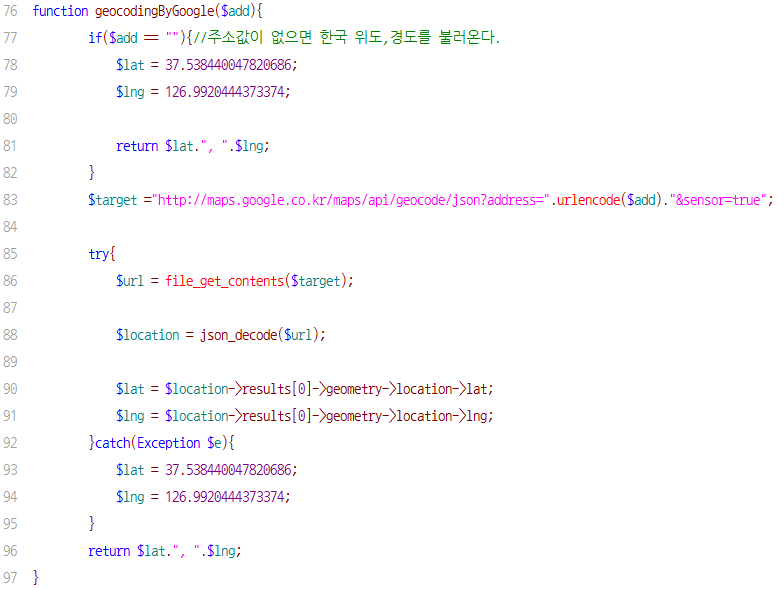 76 function geocodingByGoogle($add){
77 if($add == ""){//주소값이 없으면 한국 위도,경도를 불러온다.
78 $lat = 37.538440047820686;
79 $lng = 126.9920444373374;
80
81 return $lat.", ".$lng;
82 }
83 $target ="http://maps.google.co.kr/maps/api/geocode/json?address=".urlencode($add)."&sensor=true";
84
85 try{
86 $url = file_get_contents($target);
87
88 $location = json_decode($url);
89
90 $lat = $location->results[0]->geometry->location->lat;
91 $lng = $location->results[0]->geometry->location->lng;
92 }catch(Exception $e){
93 $lat = 37.538440047820686;
94 $lng = 126.9920444373374;
95 }
96 return $lat.", ".$lng;
97 }